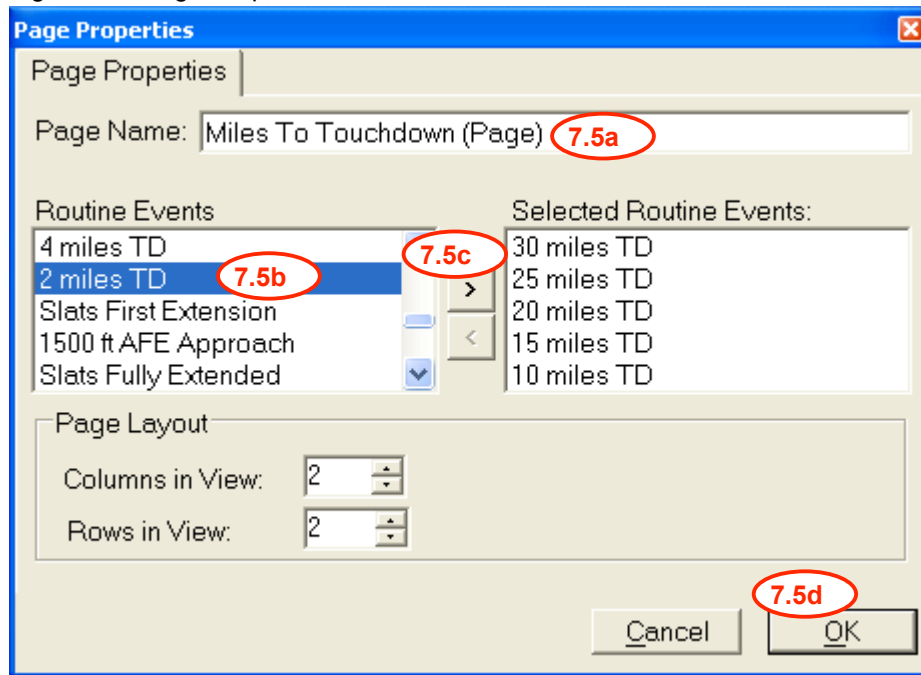 Page Properties
Page Properties
Page Name: Miles To Touchdown (Page) 7.5a
Routine Events
4 miles TD
2 miles TD 7.5b
Slats First Extension
1500 ft AFE Approach
Slats Fully Extended
7.5c
>
<
Selected Routine Events:
30 miles TD
25 miles TD
20 miles TD
15 miles TD
10 miles TD
Page Layout
Columns in View: 2
Rows in View: 2
7.5d
Cancel OK